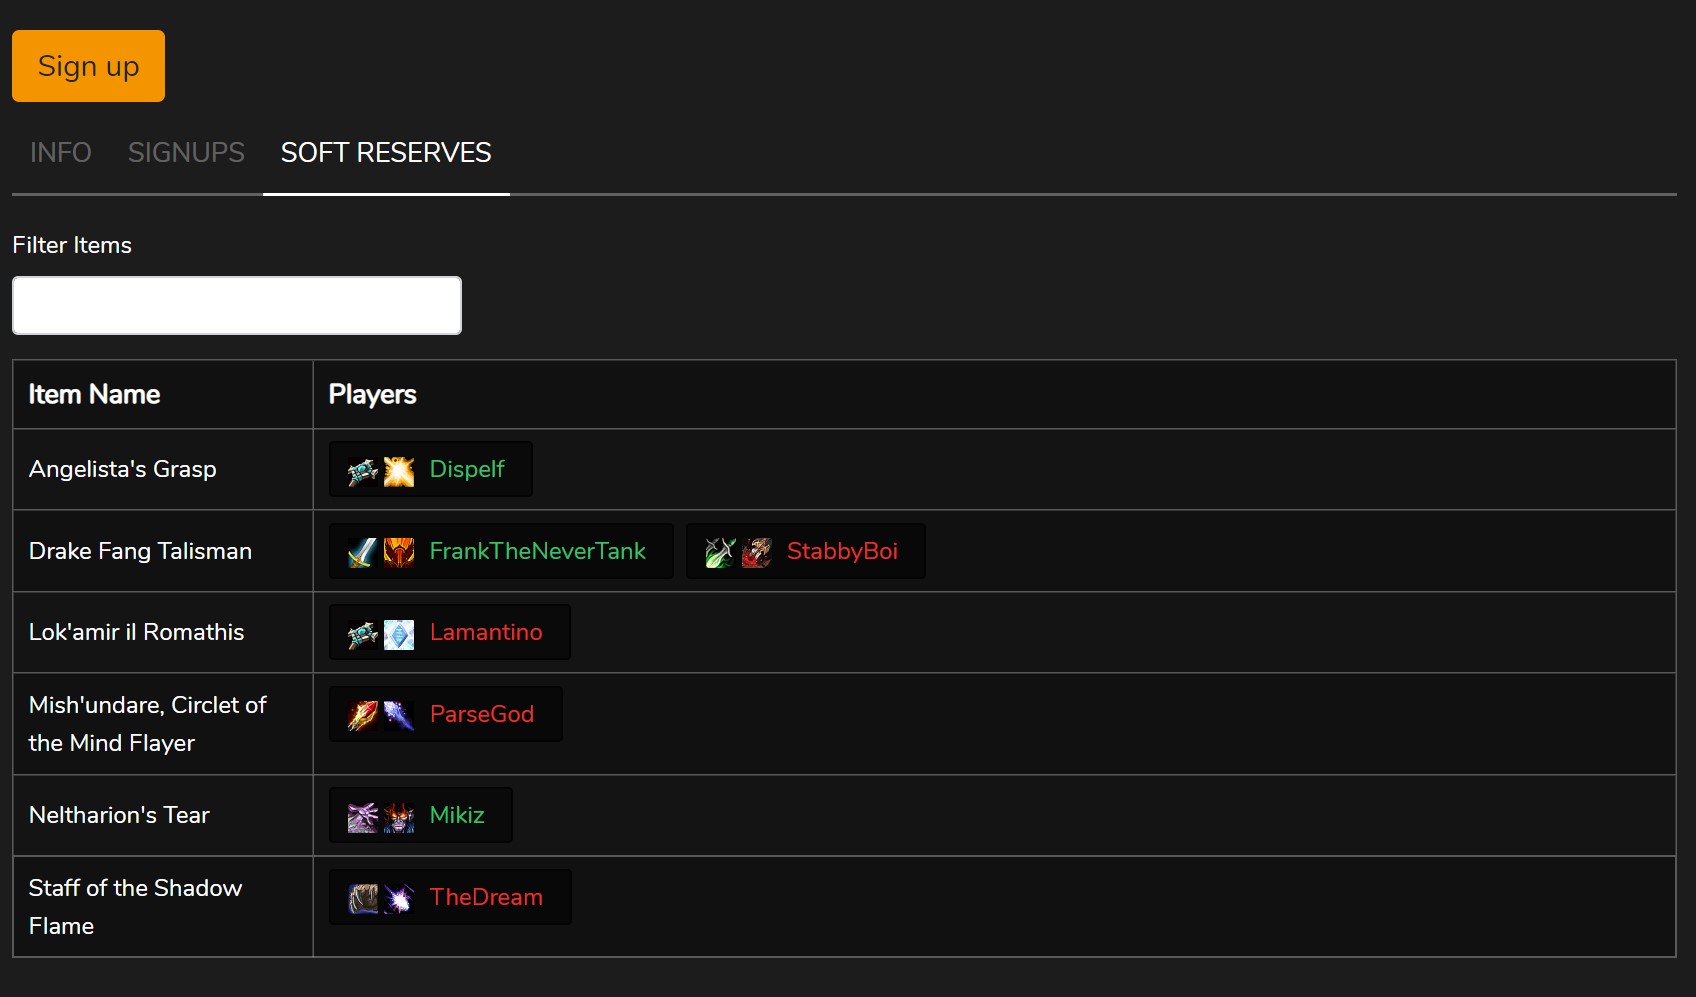 Sign up
INFO SIGNUPS SOFT RESERVES
Filter Items
Item Name Players
Angelista's Grasp Dispelf
Drake Fang Talisman FrankTheNeverTank StabbyBoi
Lok'amir il Romathis Lamantino
Mish'undare, Circlet of
the Mind Flayer
ParseGod
Neltharion's Tear Mikiz
Staff of the Shadow
Flame
TheDream